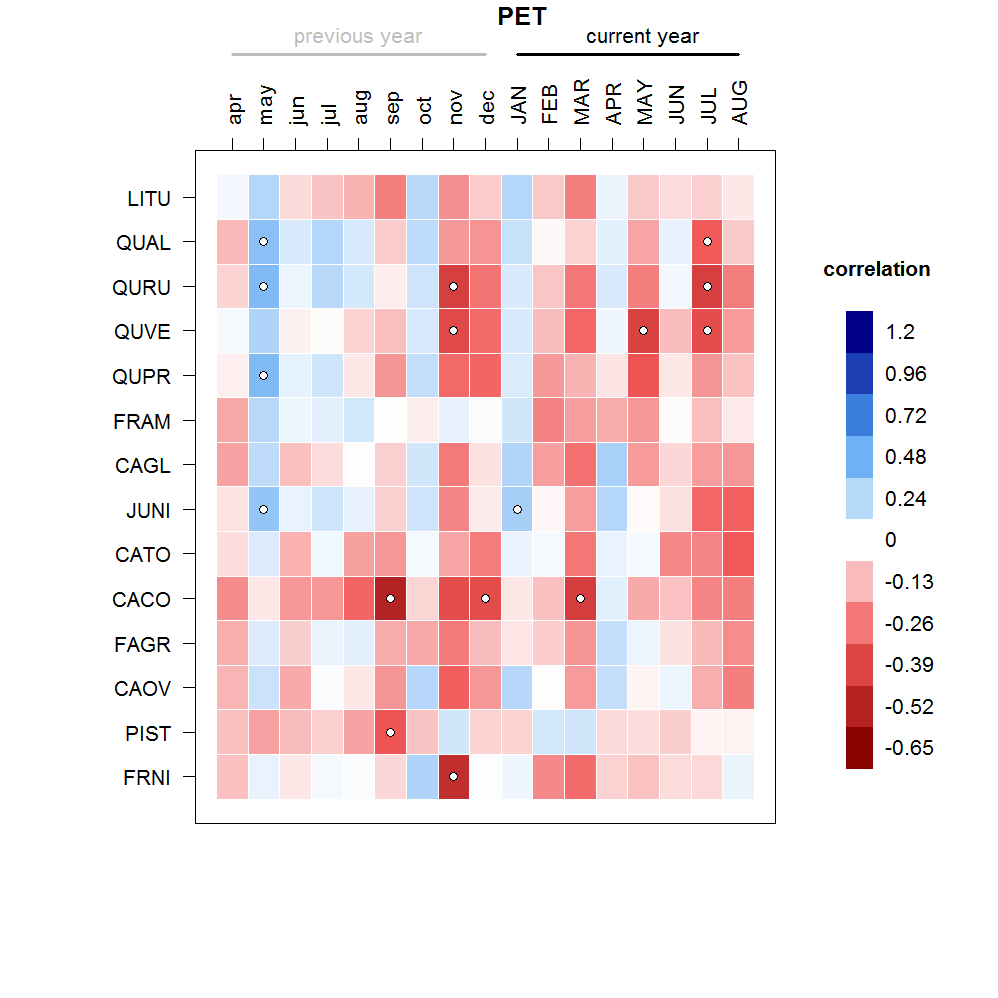 PET
previous year current year
apr may jun jul aug sep oct nov dec JAN FEB MAR APR MAY JUN JUL AUG
LITU
QUAL
QURU
QUVE
QUPR
FRAM
CAGL
JUNI
CATO
CACO
FAGR
CAOV
PIST
FRNI
correlation
1.2
0.96
0.72
0.48
0.24
0
-0.13
-0.26
-0.39
-0.52
-0.65